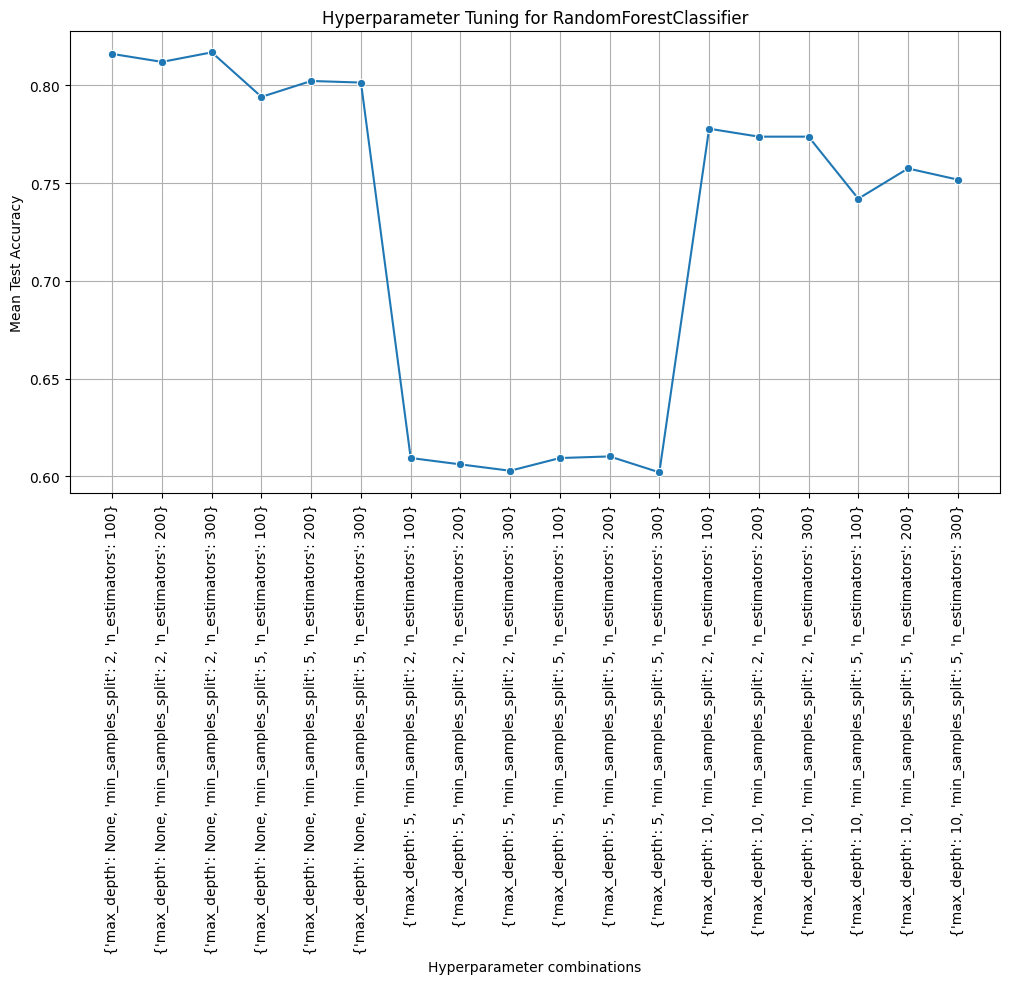 Hyperparameter Tuning for RandomForestClassifier
Mean Test Accuracy
0.80
0.75
0.70
0.65
0.60
{'max_depth': None, 'min_samples_split': 2, 'n_estimators': 100}
{'max_depth': None, 'min_samples_split': 2, 'n_estimators': 200}
{'max_depth': None, 'min_samples_split': 2, 'n_estimators': 300}
{'max_depth': None, 'min_samples_split': 5, 'n_estimators': 100}
{'max_depth': None, 'min_samples_split': 5, 'n_estimators': 200}
{'max_depth': None, 'min_samples_split': 5, 'n_estimators': 300}
{'max_depth': 5, 'min_samples_split': 2, 'n_estimators': 100}
{'max_depth': 5, 'min_samples_split': 2, 'n_estimators': 200}
{'max_depth': 5, 'min_samples_split': 2, 'n_estimators': 300}
{'max_depth': 5, 'min_samples_split': 5, 'n_estimators': 100}
{'max_depth': 5, 'min_samples_split': 5, 'n_estimators': 200}
{'max_depth': 5, 'min_samples_split': 5, 'n_estimators': 300}
{'max_depth': 10, 'min_samples_split': 2, 'n_estimators': 100}
{'max_depth': 10, 'min_samples_split': 2, 'n_estimators': 200}
{'max_depth': 10, 'min_samples_split': 2, 'n_estimators': 300}
{'max_depth': 10, 'min_samples_split': 5, 'n_estimators': 100}
{'max_depth': 10, 'min_samples_split': 5, 'n_estimators': 200}
{'max_depth': 10, 'min_samples_split': 5, 'n_estimators': 300}
Hyperparameter combinations